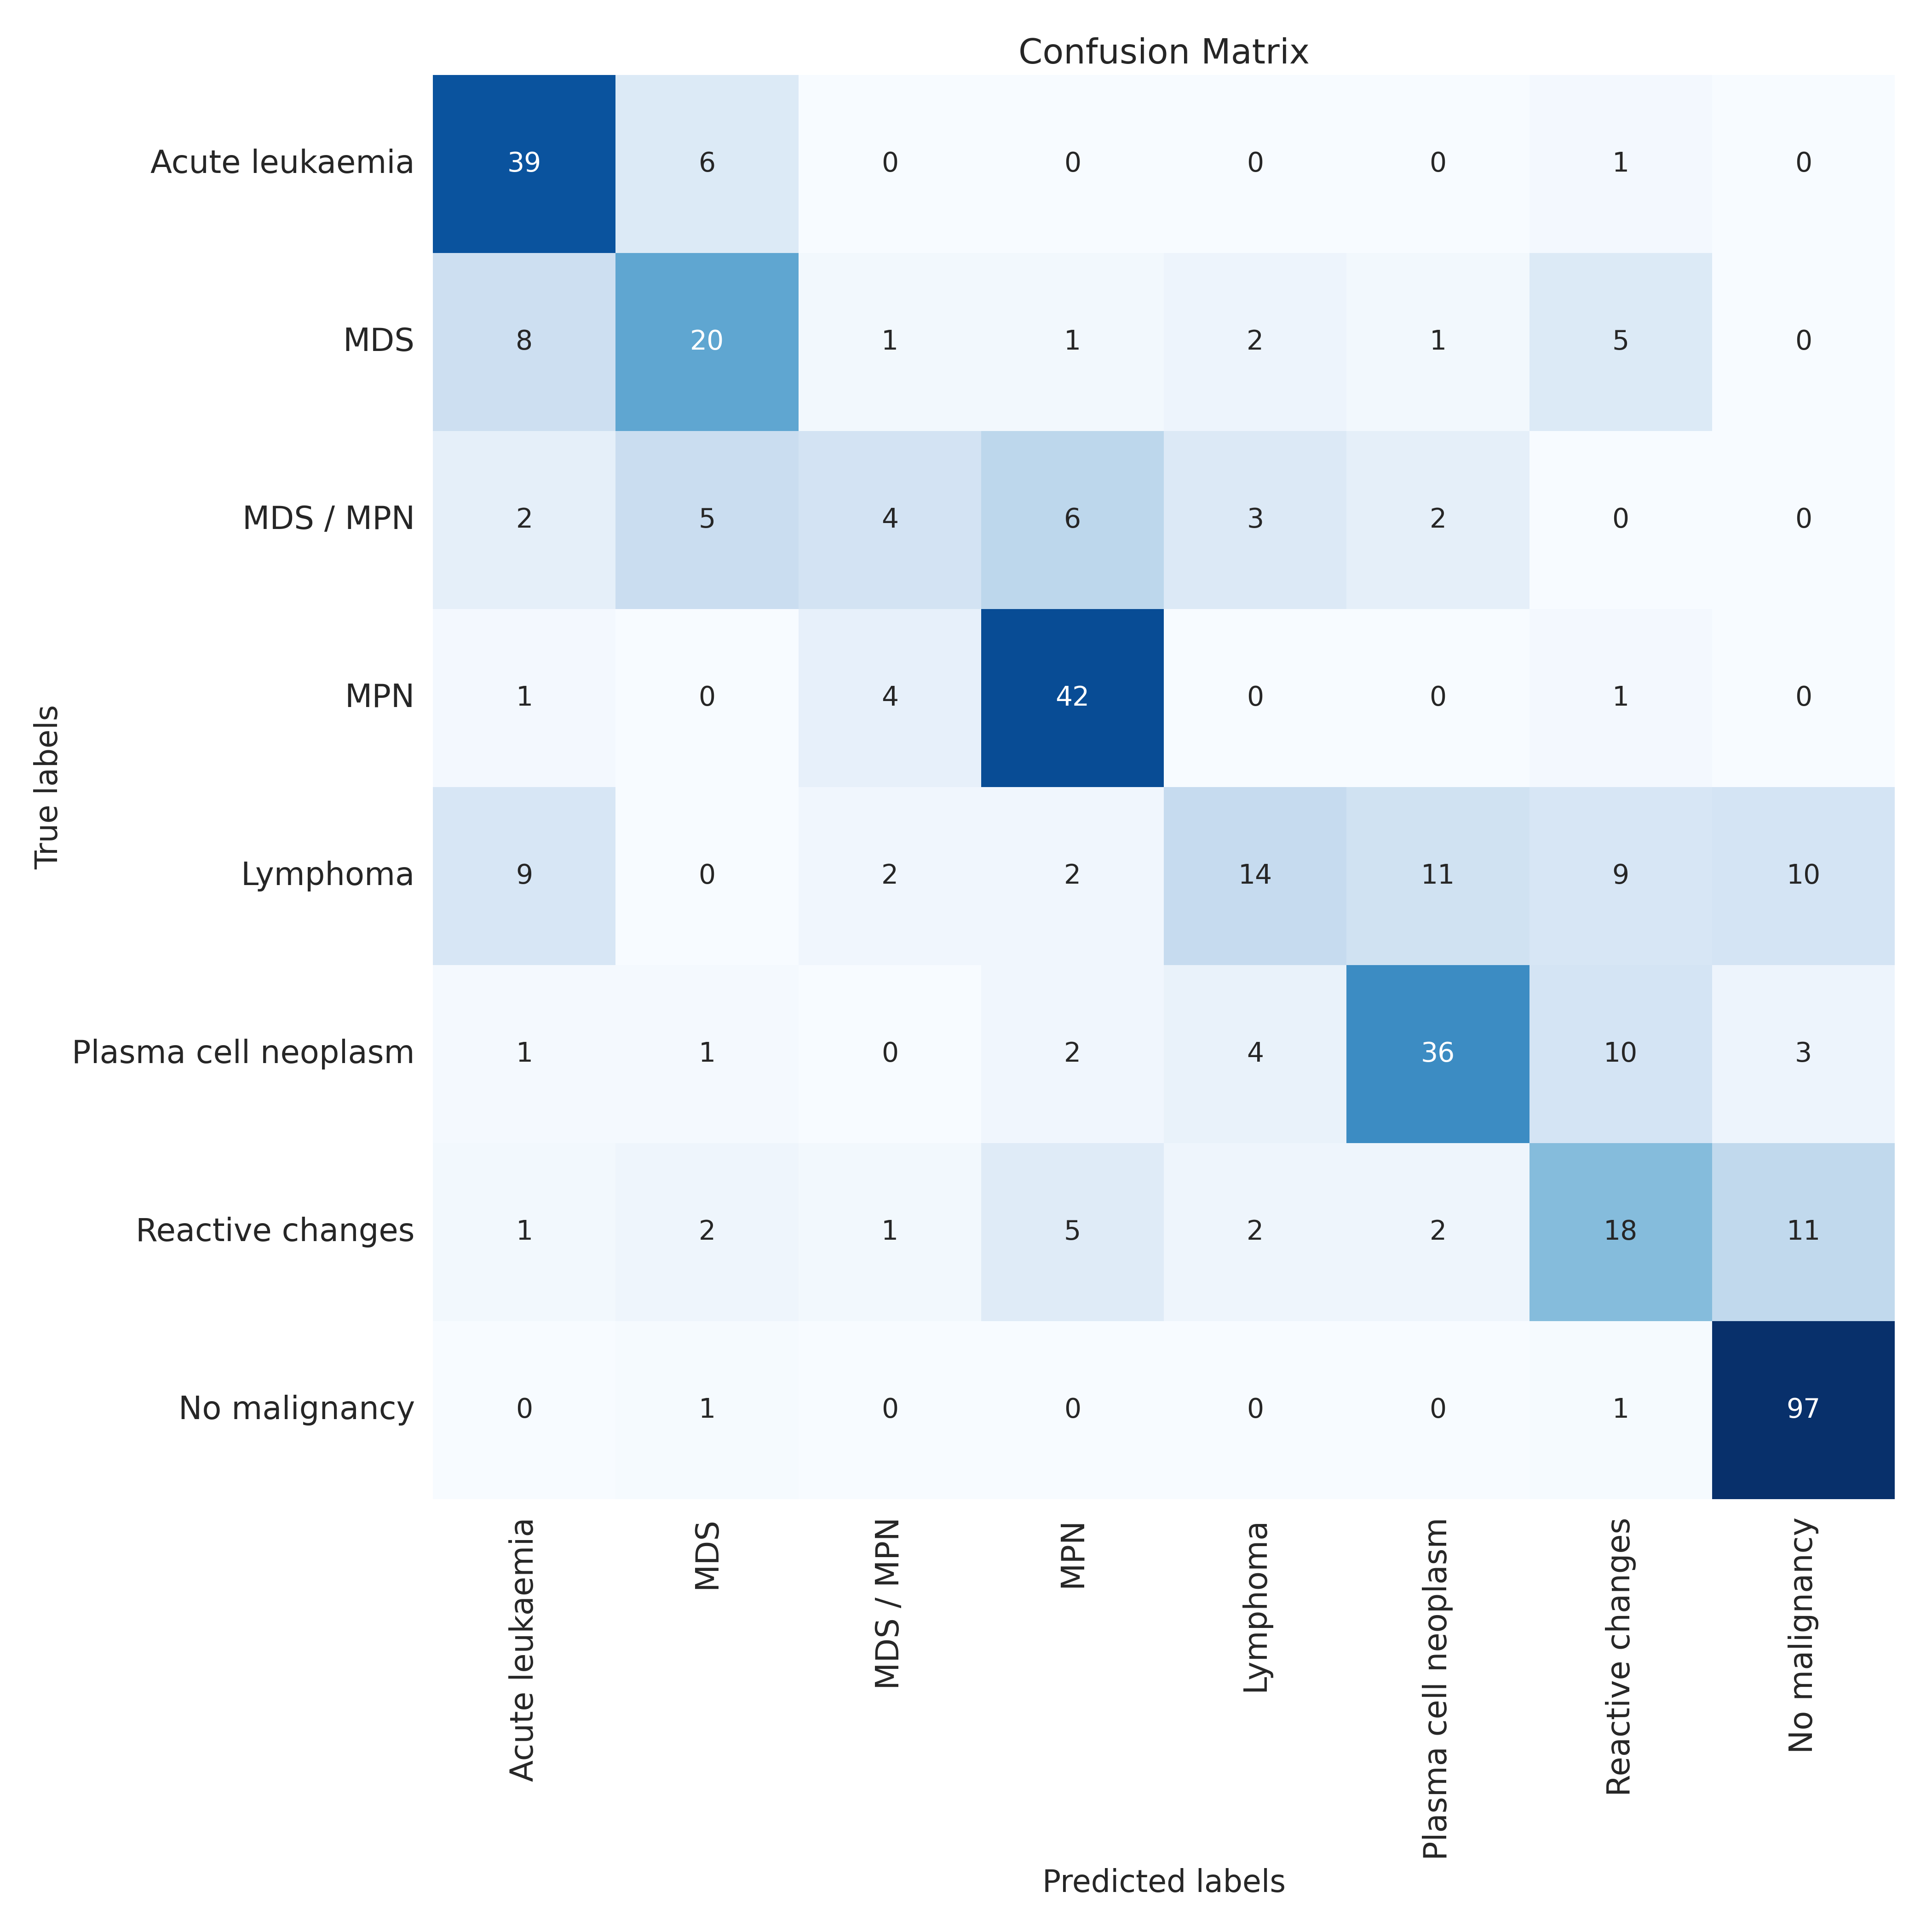 Confusion Matrix
Acute leukaemia 39 6 0 0 0 0 1 0
MDS 8 20 1 1 2 1 5 0
MDS / MPN 2 5 4 6 3 2 0 0
MPN 1 0 4 42 0 0 1 0
Lymphoma 9 0 2 2 14 11 9 10
Plasma cell neoplasm 1 1 0 2 4 36 10 3
Reactive changes 1 2 1 5 2 2 18 11
No malignancy 0 1 0 0 0 0 1 97
True labels
Acute leukaemia
MDS
MDS / MPN
MPN
Lymphoma
Plasma cell neoplasm
Reactive changes
No malignancy
Predicted labels